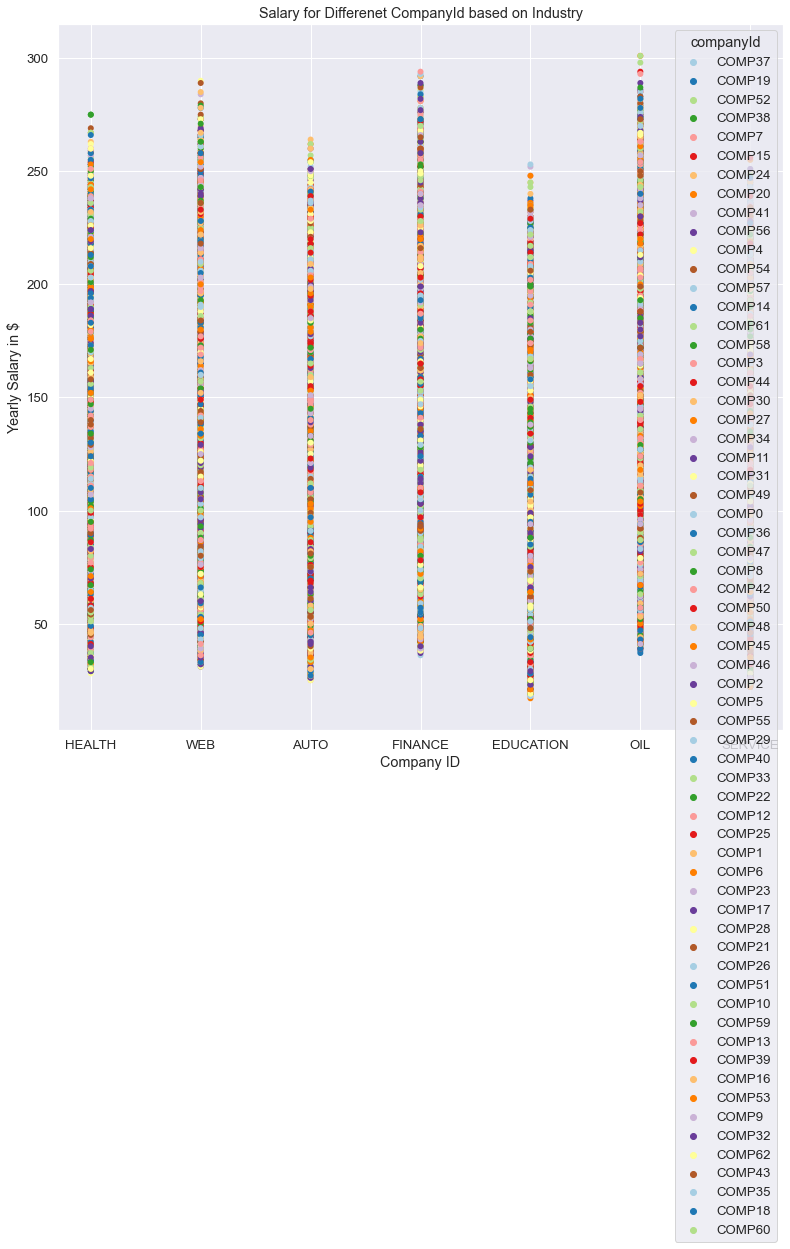 Salary for Differenet CompanyId based on Industry
300
250
200
150
100
50
Yearly Salary in $
HEALTH
WEB
AUTO
FINANCE
EDUCATION
OIL
SERVICE
Company ID
companyId
COMP37
COMP19
COMP52
COMP38
COMP7
COMP15
COMP24
COMP20
COMP41
COMP56
COMP4
COMP54
COMP57
COMP14
COMP61
COMP58
COMP3
COMP44
COMP30
COMP27
COMP34
COMP11
COMP31
COMP49
COMP0
COMP36
COMP47
COMP8
COMP42
COMP50
COMP48
COMP45
COMP46
COMP2
COMP5
COMP55
COMP29
COMP40
COMP33
COMP22
COMP12
COMP25
COMP1
COMP6
COMP23
COMP17
COMP28
COMP21
COMP26
COMP51
COMP10
COMP59
COMP13
COMP39
COMP16
COMP53
COMP9
COMP32
COMP62
COMP43
COMP35
COMP18
COMP60